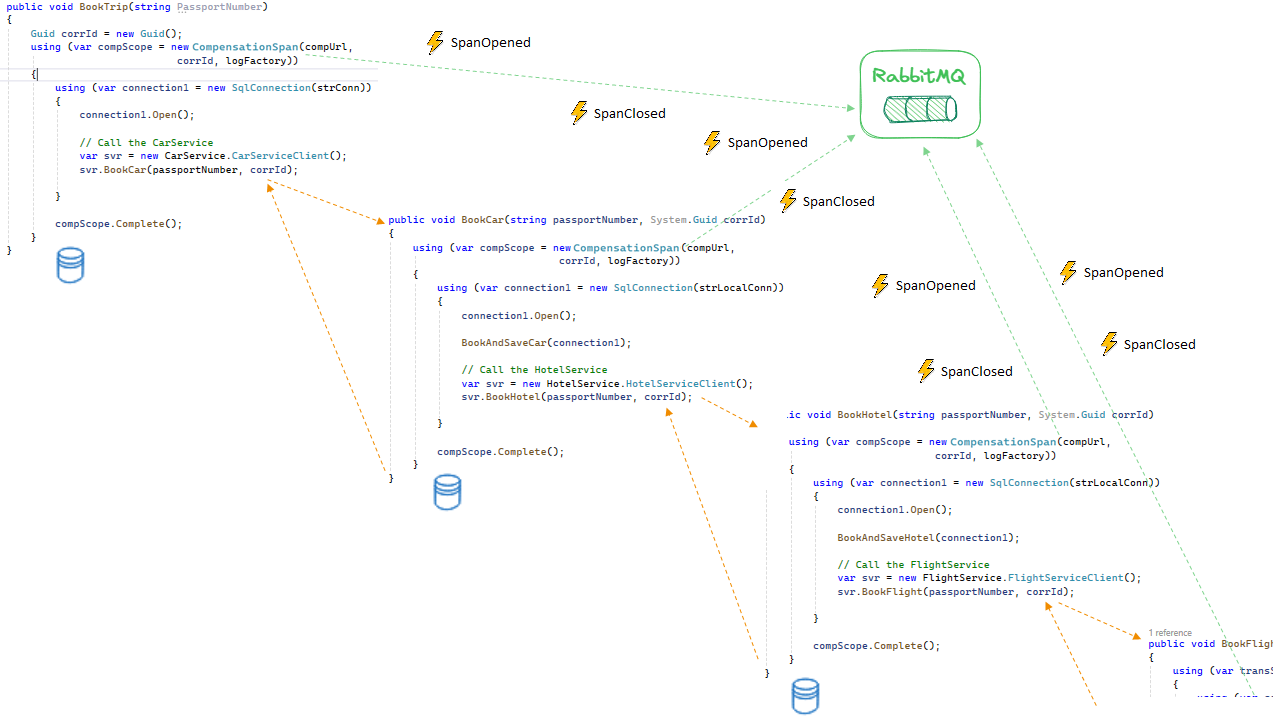 public void BookTrip(string PassportNumber)
{
Guid corrId = new Guid();
using (var compScope = new CompensationSpan(compUrl,
corrId, logFactory))
{
using (var connection1 = new SqlConnection(strConn))
{
connection1.Open();
// Call the CarService
var svr = new CarService.CarServiceClient();
svr.BookCar(passportNumber, corrId);
}
compScope.Complete();
}
}
SpanOpened
SpanClosed
RabbitMQ
SpanOpened
SpanClosed
public void BookCar(string passportNumber, System.Guid corrId)
{
using (var compScope = new CompensationSpan(compUrl,
corrId, logFactory))
{
using (var connection1 = new SqlConnection(strLocalConn))
{
connection1.Open();
BookAndSaveCar(connection1);
// Call the HotelService
var svr = new HotelService.HotelServiceClient();
svr.BookHotel(passportNumber, corrId);
}
compScope.Complete();
}
}
SpanOpened
SpanClosed
SpanOpened
SpanClosed
ic void BookHotel(string passportNumber, System.Guid corrId)
using (var compScope = new CompensationSpan(compUrl,
corrId, logFactory))
{
using (var connection1 = new SqlConnection(strLocalConn))
{
connection1.Open();
BookAndSaveHotel(connection1);
// Call the FlightService
var svr = new FlightService.FlightServiceClient();
svr.BookFlight(passportNumber, corrId);
}
compScope.Complete();
}
}
1 reference
public void BookFligh
{
using (var transS
{